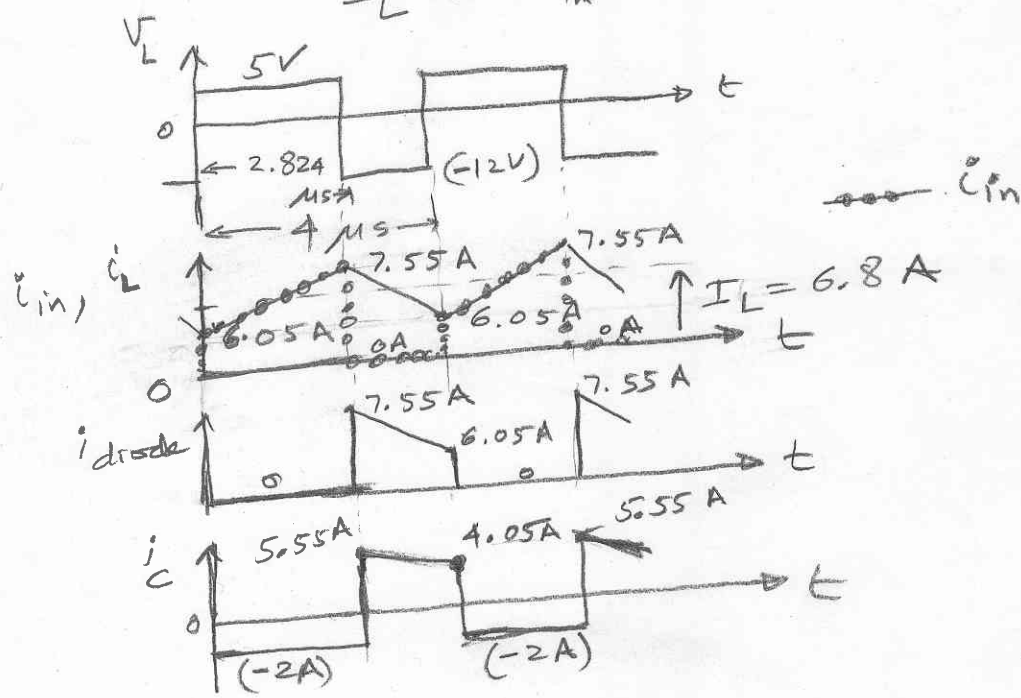 V_L
5V
t
0
2.824
μs
(-12V)
4 μs
i_in
i_in, i_L
7.55 A
7.55 A
I_L = 6.8 A
6.05 A
6.05 A
0A
0A
t
0
i_diode
7.55 A
7.55 A
6.05 A
0
0
t
i_C
5.55A
4.05A
5.55 A
t
0
(-2A)
(-2A)